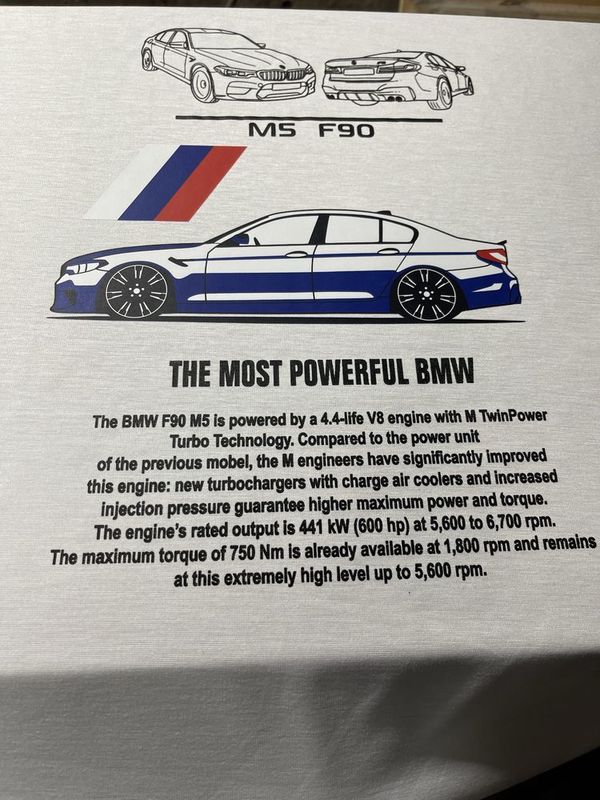 M5 F90
THE MOST POWERFUL BMW
The BMW F90 M5 is powered by a 4.4-life V8 engine with M TwinPower
Turbo Technology. Compared to the power unit
of the previous mobel, the M engineers have significantly improved
this engine: new turbochargers with charge air coolers and increased
injection pressure guarantee higher maximum power and torque.
The engine's rated output is 441 kW (600 hp) at 5,600 to 6,700 rpm.
The maximum torque of 750 Nm is already available at 1,800 rpm and remains
at this extremely high level up to 5,600 rpm.